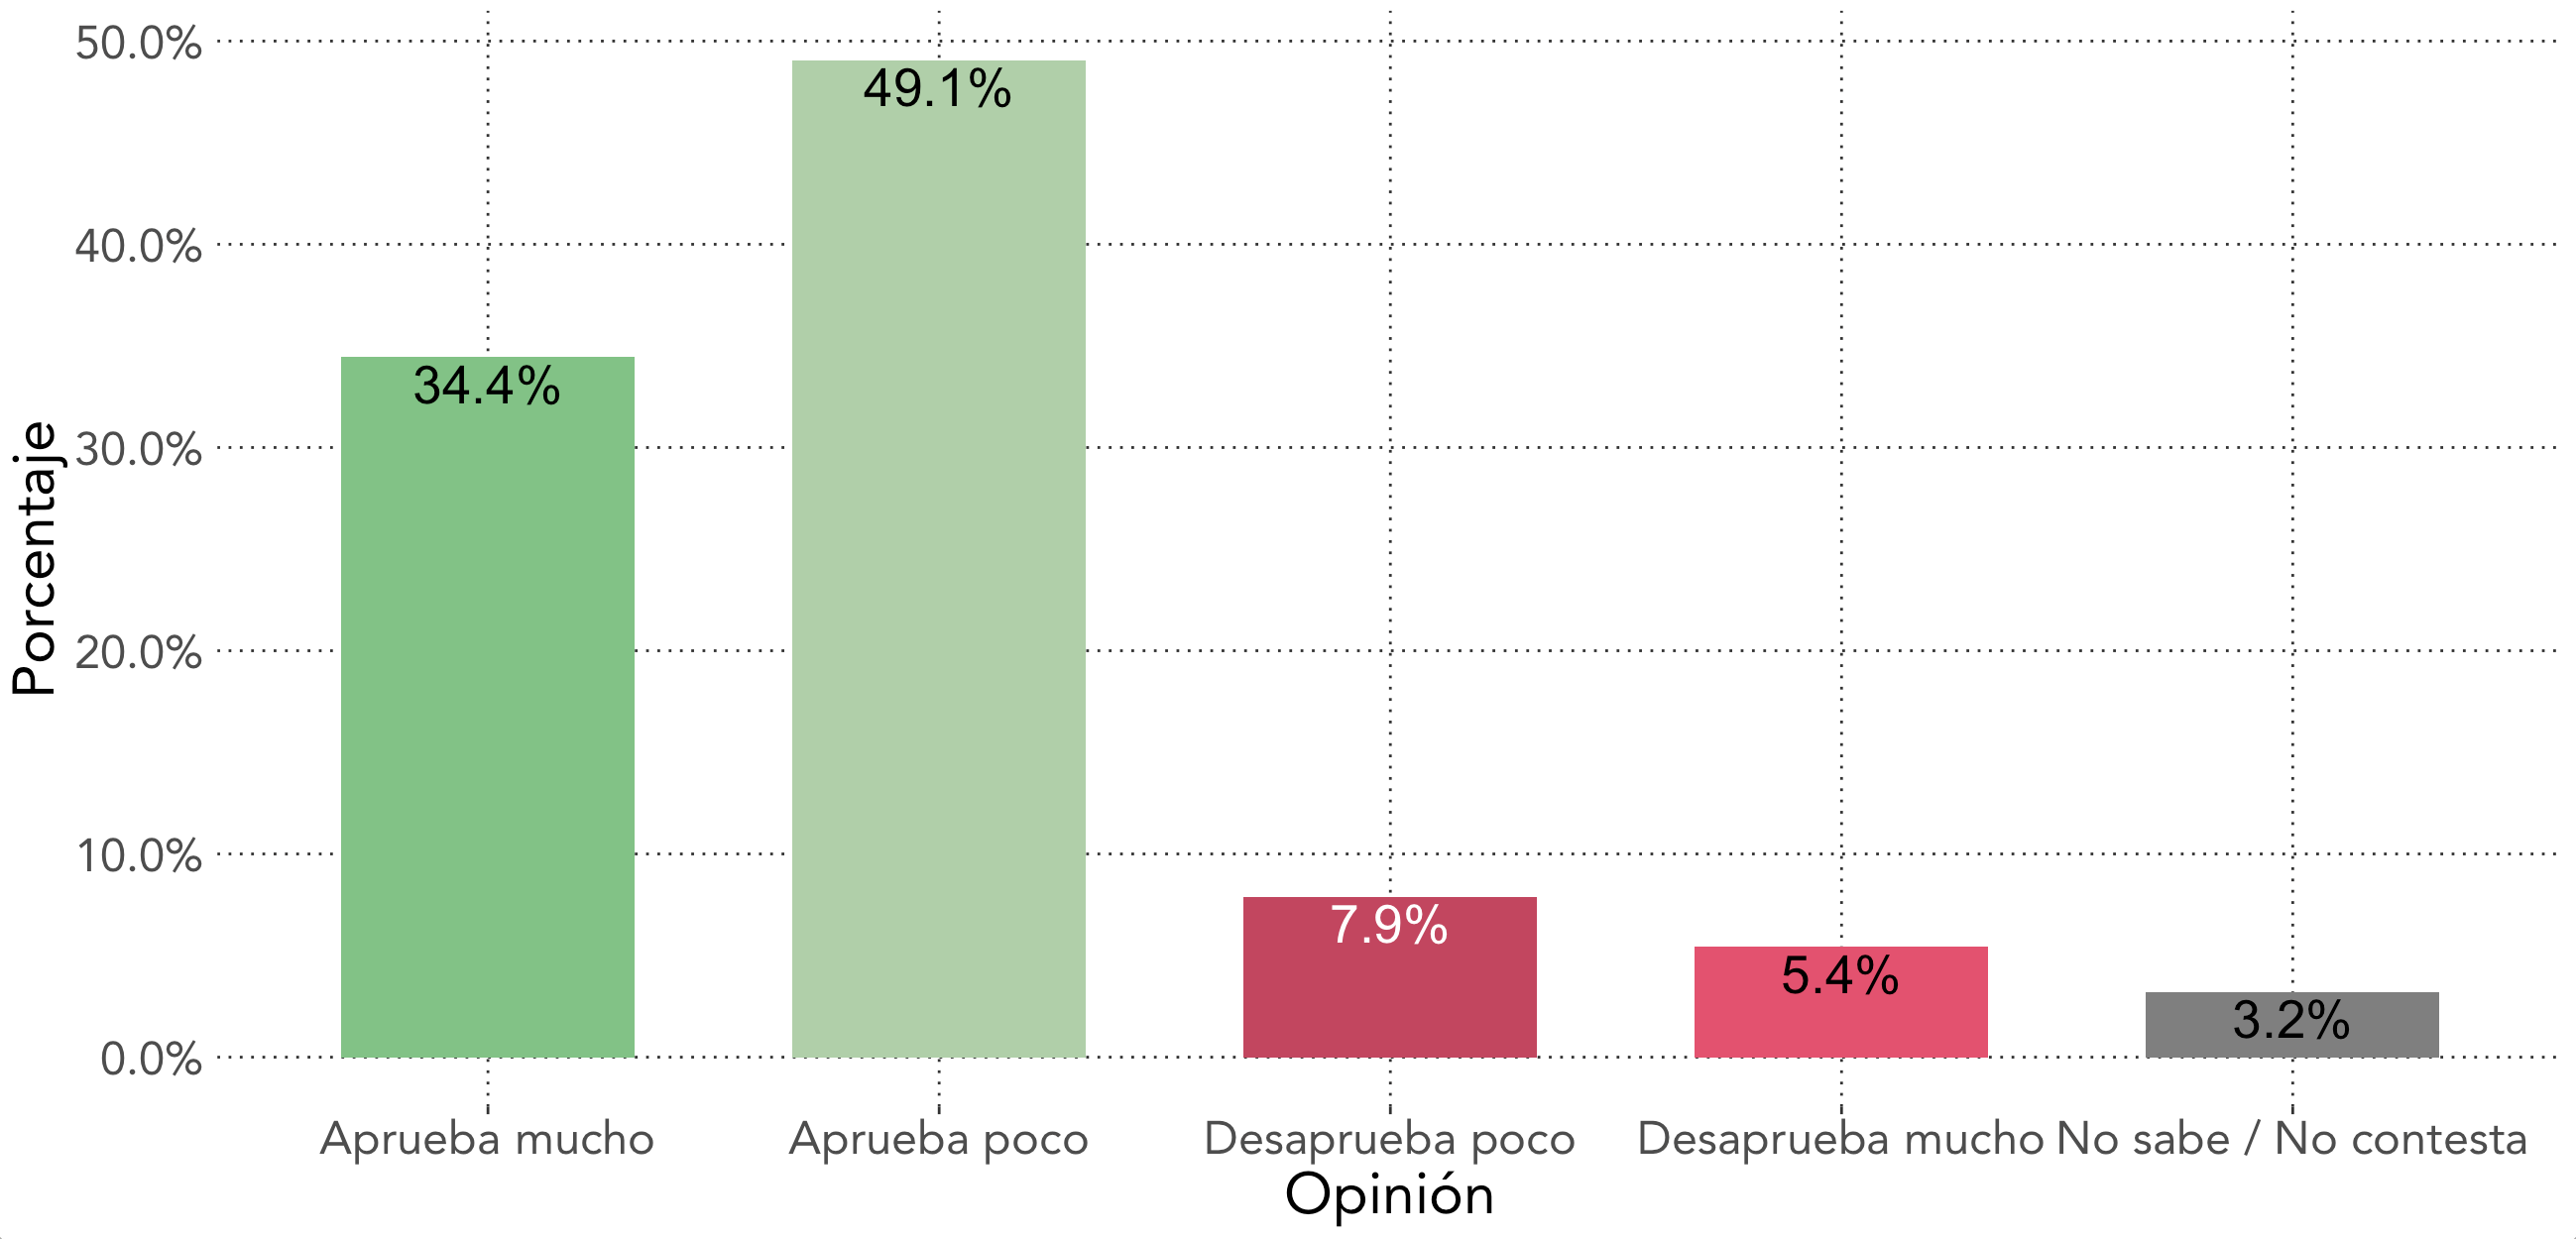 50.0%
40.0%
30.0%
20.0%
10.0%
0.0%
Porcentaje
34.4%
49.1%
7.9%
5.4%
3.2%
Aprueba mucho
Aprueba poco
Desaprueba poco
Desaprueba mucho
No sabe / No contesta
Opinión